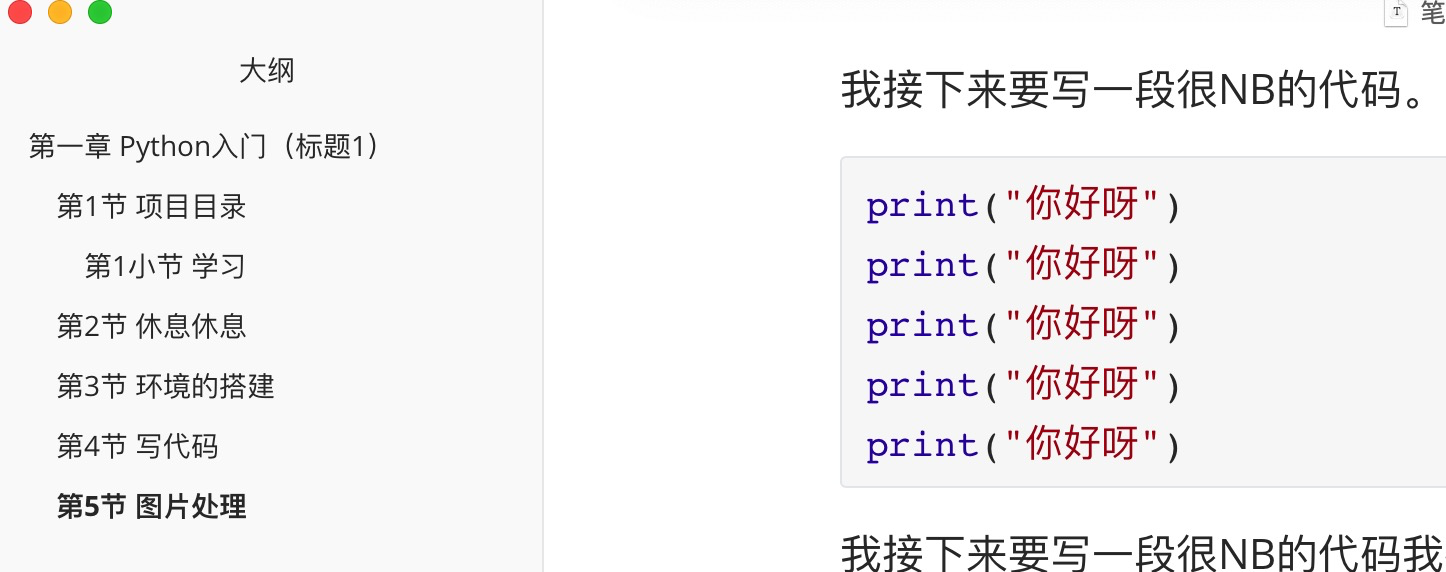 大纲
第一章 Python入门（标题1）
第1节 项目目录
第1小节 学习
第2节 休息休息
第3节 环境的搭建
第4节 写代码
第5节 图片处理
T 笔
我接下来要写一段很NB的代码。
print("你好呀")
print("你好呀")
print("你好呀")
print("你好呀")
print("你好呀")
我接下来要写一段很NB的代码我